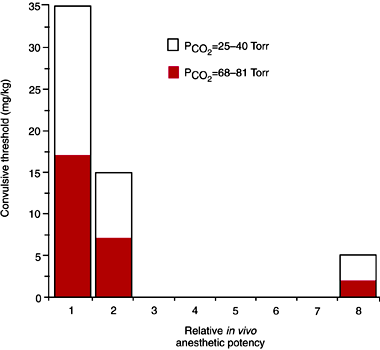 35
30
25
20
15
10
5
0
Convulsive threshold (mg/kg)
PCO2=25–40 Torr
PCO2=68–81 Torr
1 2 3 4 5 6 7 8
Relative in vivo
anesthetic potency